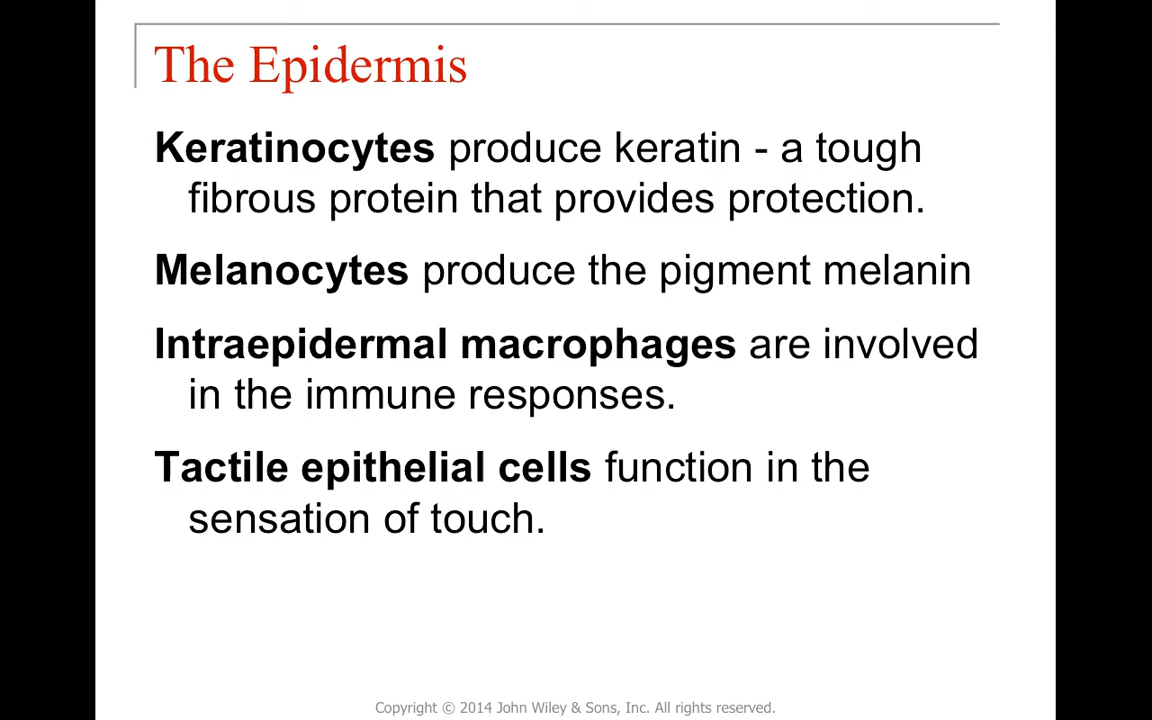 The Epidermis
Keratinocytes produce keratin - a tough
fibrous protein that provides protection.
Melanocytes produce the pigment melanin
Intraepidermal macrophages are involved
in the immune responses.
Tactile epithelial cells function in the
sensation of touch.
Copyright © 2014 John Wiley & Sons, Inc. All rights reserved.